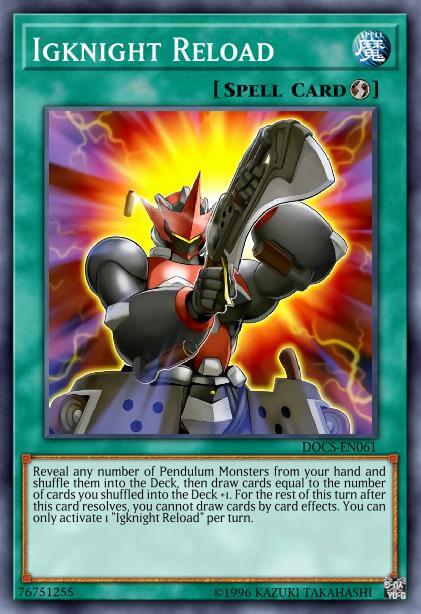 Igknight Reload
SPELL
魔
[Spell Card]
DOCS-EN061
Reveal any number of Pendulum Monsters from your hand and
shuffle them into the Deck, then draw cards equal to the number
of cards you shuffled into the Deck +1. For the rest of this turn after
this card resolves, you cannot draw cards by card effects. You can
only activate 1 "Igknight Reload" per turn.
76751255
©1996 KAZUKI TAKAHASHI